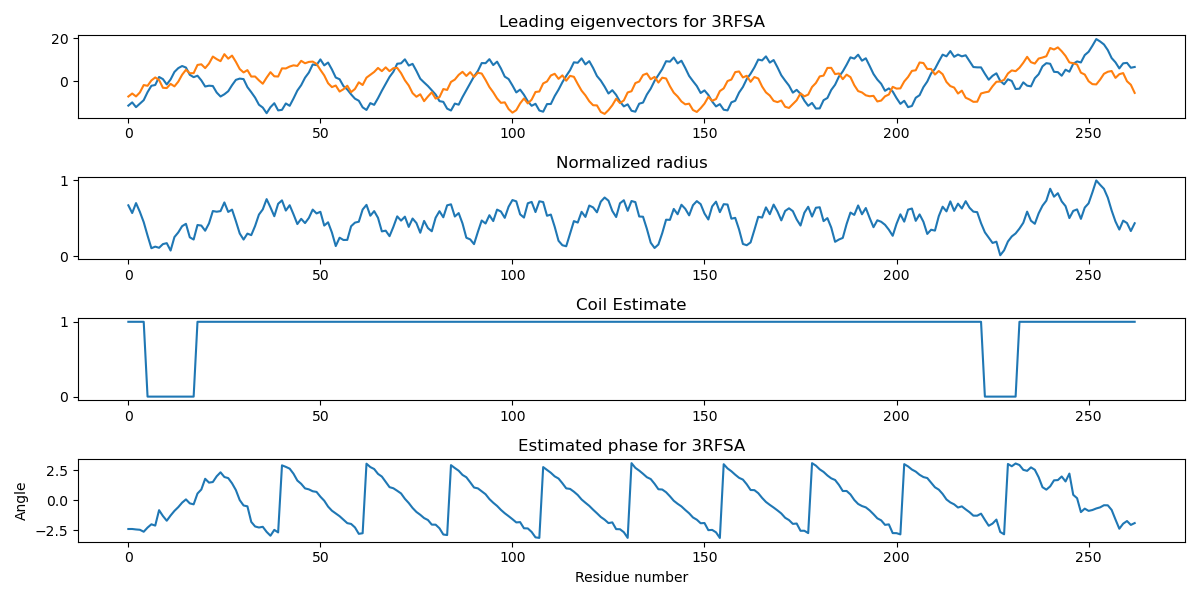 Leading eigenvectors for 3RFSA
20
0
0 50 100 150 200 250
Normalized radius
1
0
0 50 100 150 200 250
Coil Estimate
1
0
0 50 100 150 200 250
Estimated phase for 3RFSA
Angle
2.5
0.0
−2.5
0 50 100 150 200 250
Residue number